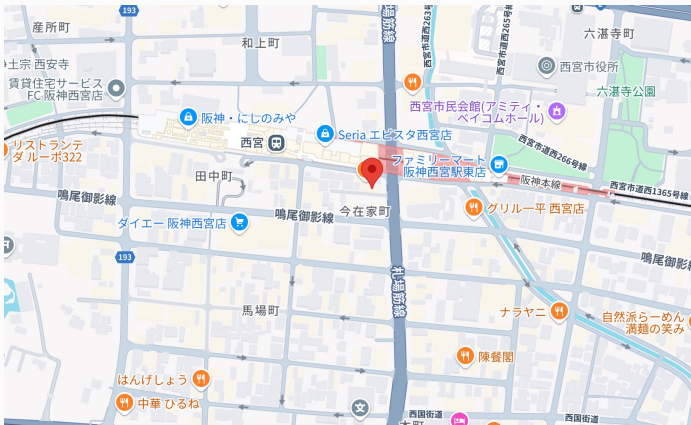 193
産所町
和上町
札場筋線
西宮市道西263号
西宮市道西265号線
六湛寺町
浄土宗 西安寺
賃貸住宅サービス
FC 阪神西宮店
西宮市役所
六湛寺公園
阪神・にしのみや
西宮市民会館(アミティ・
ベイコムホール)
Seria エビスタ西宮店
リストランテ
ダ ルーポ322
西宮
ファミリーマート
阪神西宮駅東店
西宮市道西266号線
田中町
阪神本線
西宮市道西1365号線
鳴尾御影線
今在家町
グリル一平 西宮店
ダイエー 阪神西宮店
鳴尾御影線
193
鳴尾御影
札場筋線
馬場町
ナラヤニ
自然派らーめん
満麺の笑み
陳餐閣
はんげしょう
中華 ひるね
西国街道
西国街道
本町